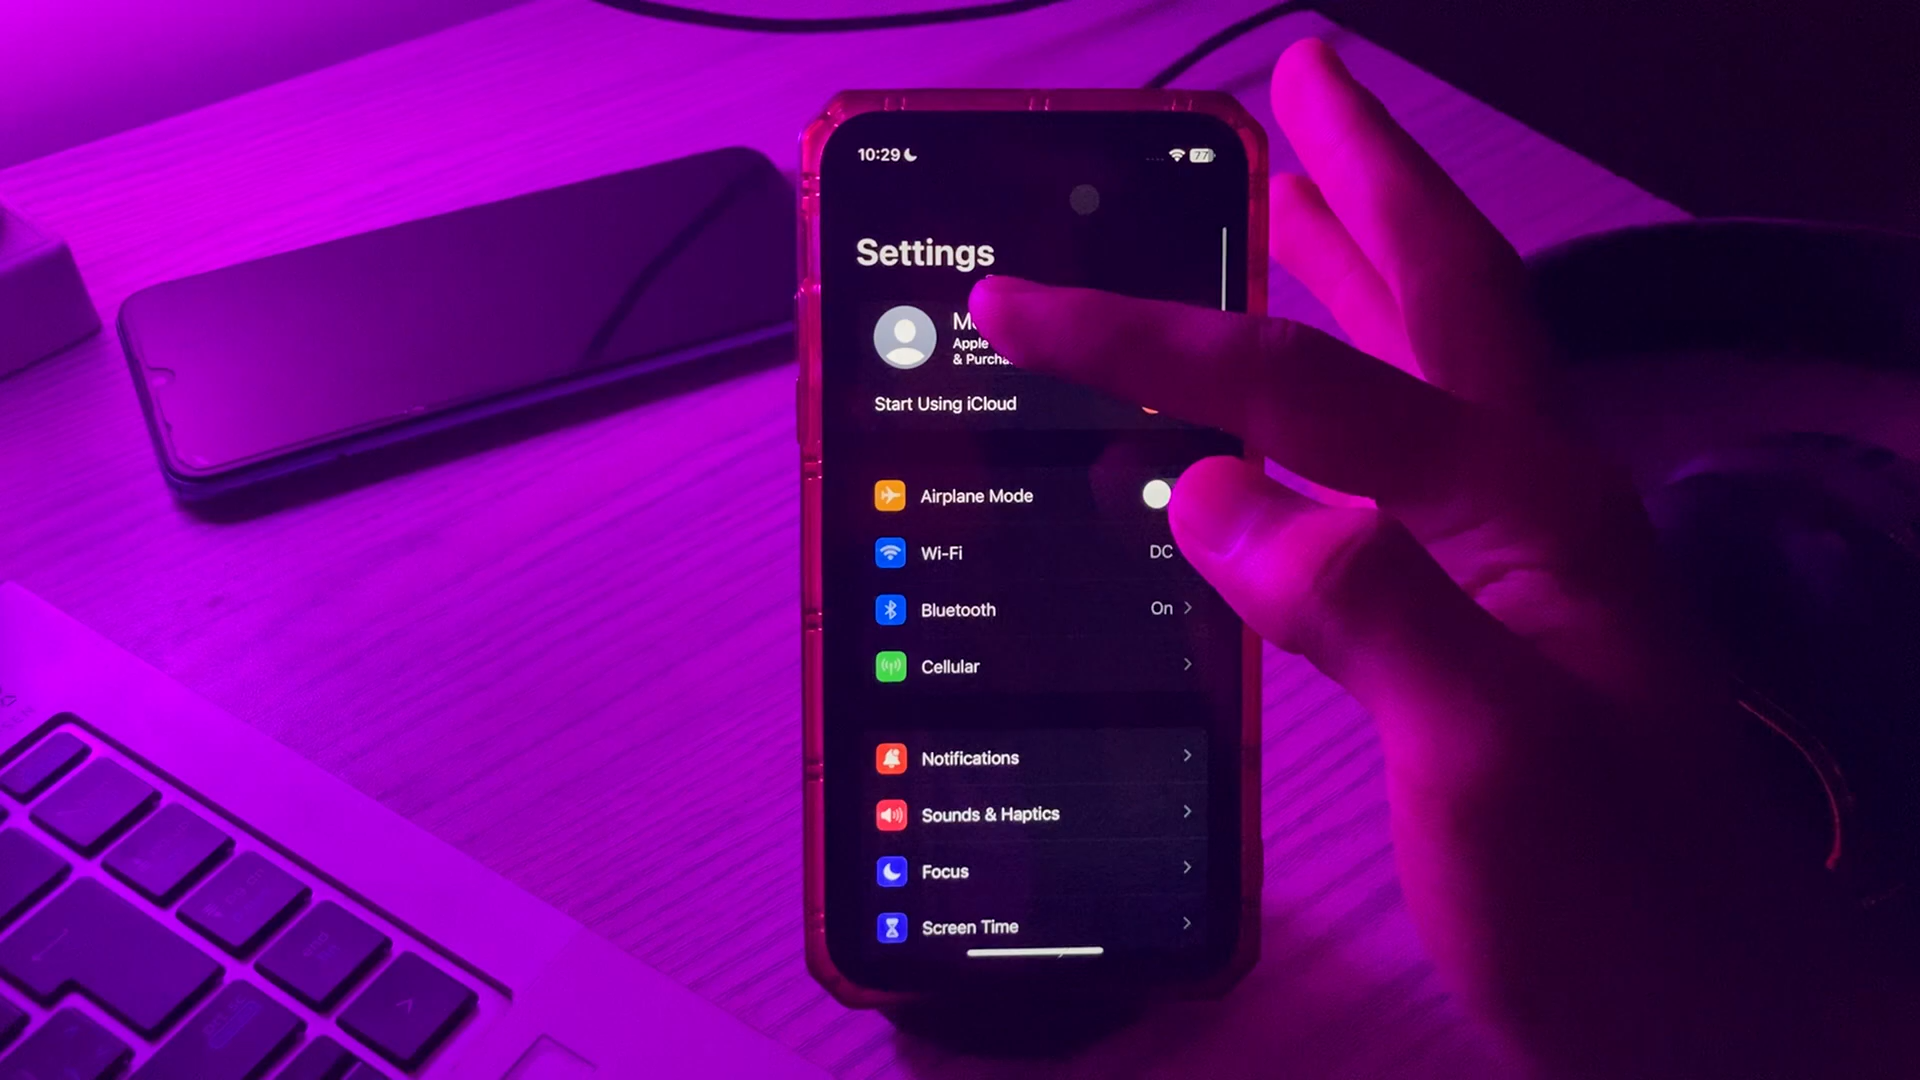 10:29
77
Settings
Apple
& Purcha
Start Using iCloud
Airplane Mode
Wi-Fi DC
Bluetooth On
Cellular
Notifications
Sounds & Haptics
Focus
Screen Time